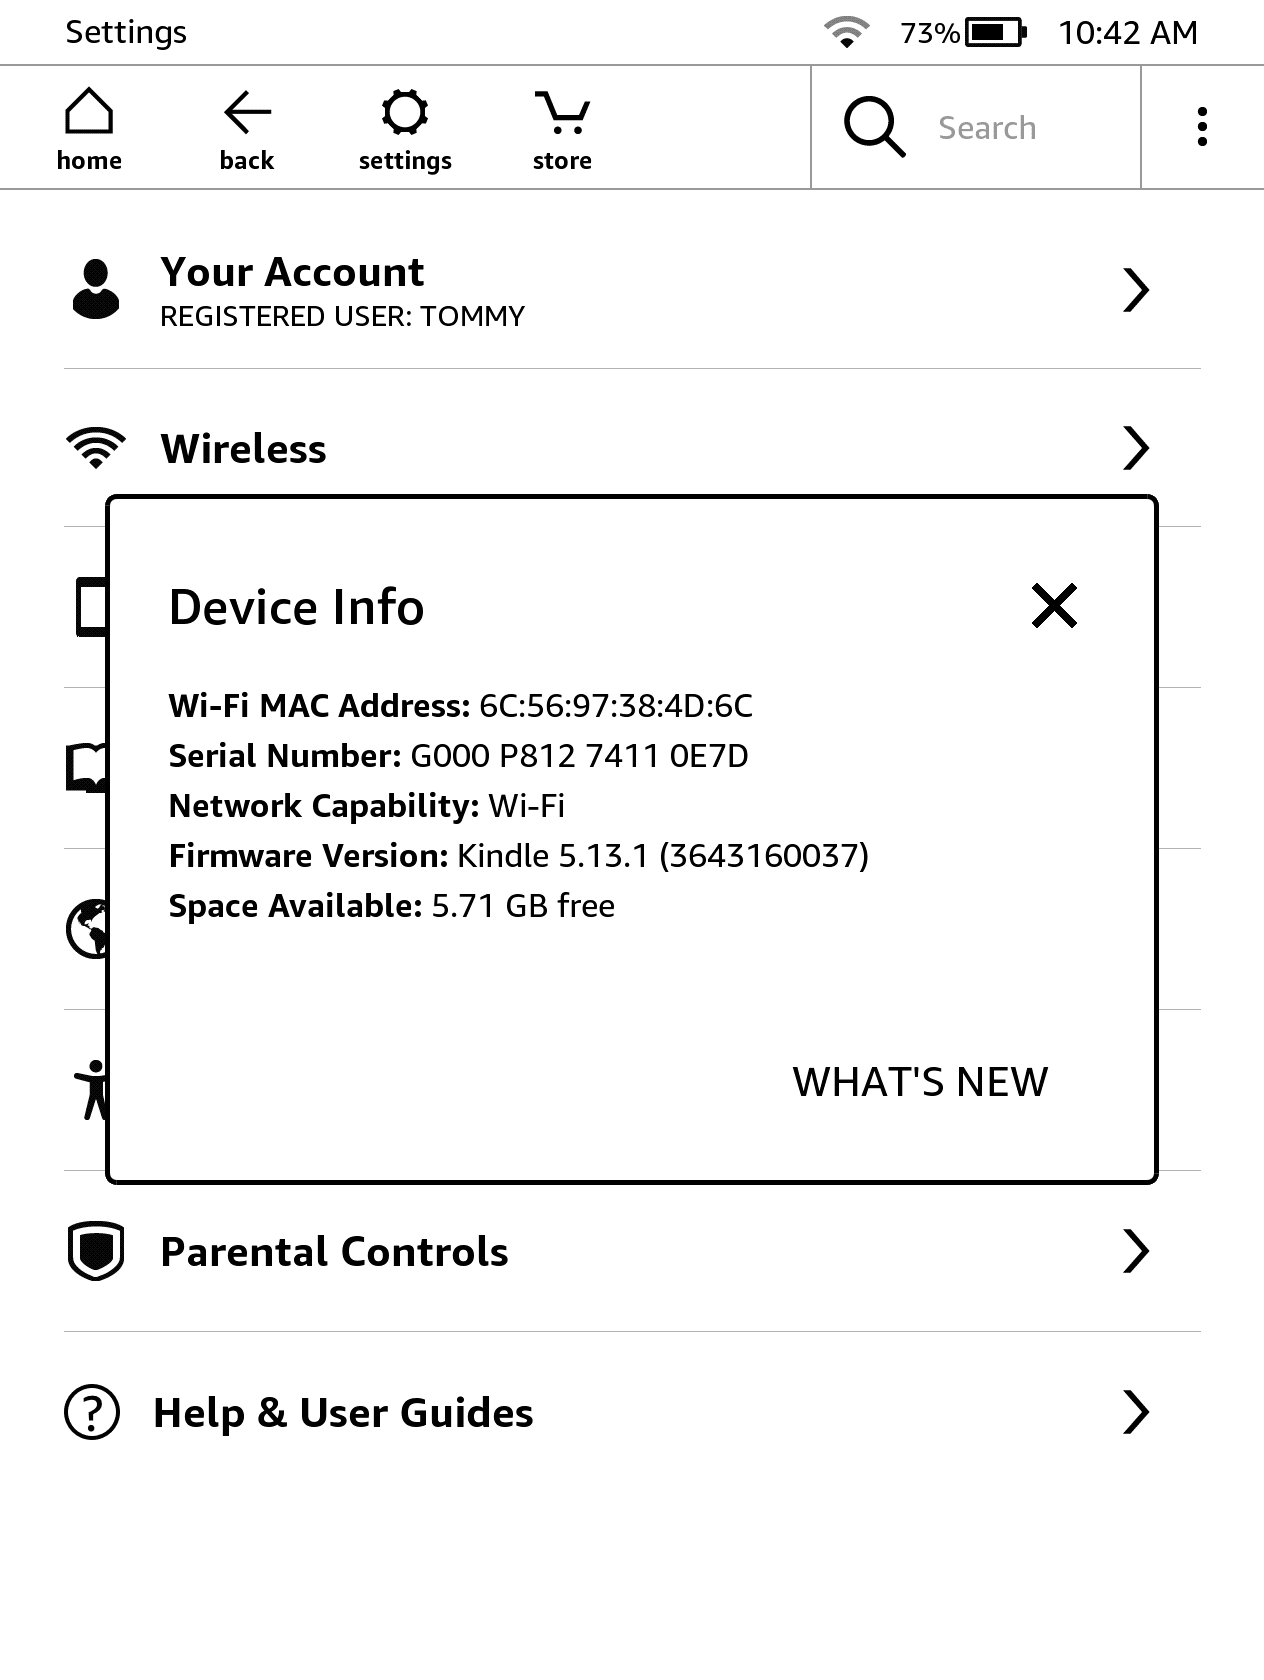 Settings 73% 10:42 AM
home back settings store Search
Your Account
REGISTERED USER: TOMMY
Wireless
Device Info
Wi-Fi MAC Address: 6C:56:97:38:4D:6C
Serial Number: G000 P812 7411 0E7D
Network Capability: Wi-Fi
Firmware Version: Kindle 5.13.1 (3643160037)
Space Available: 5.71 GB free
WHAT'S NEW
Parental Controls
? Help & User Guides